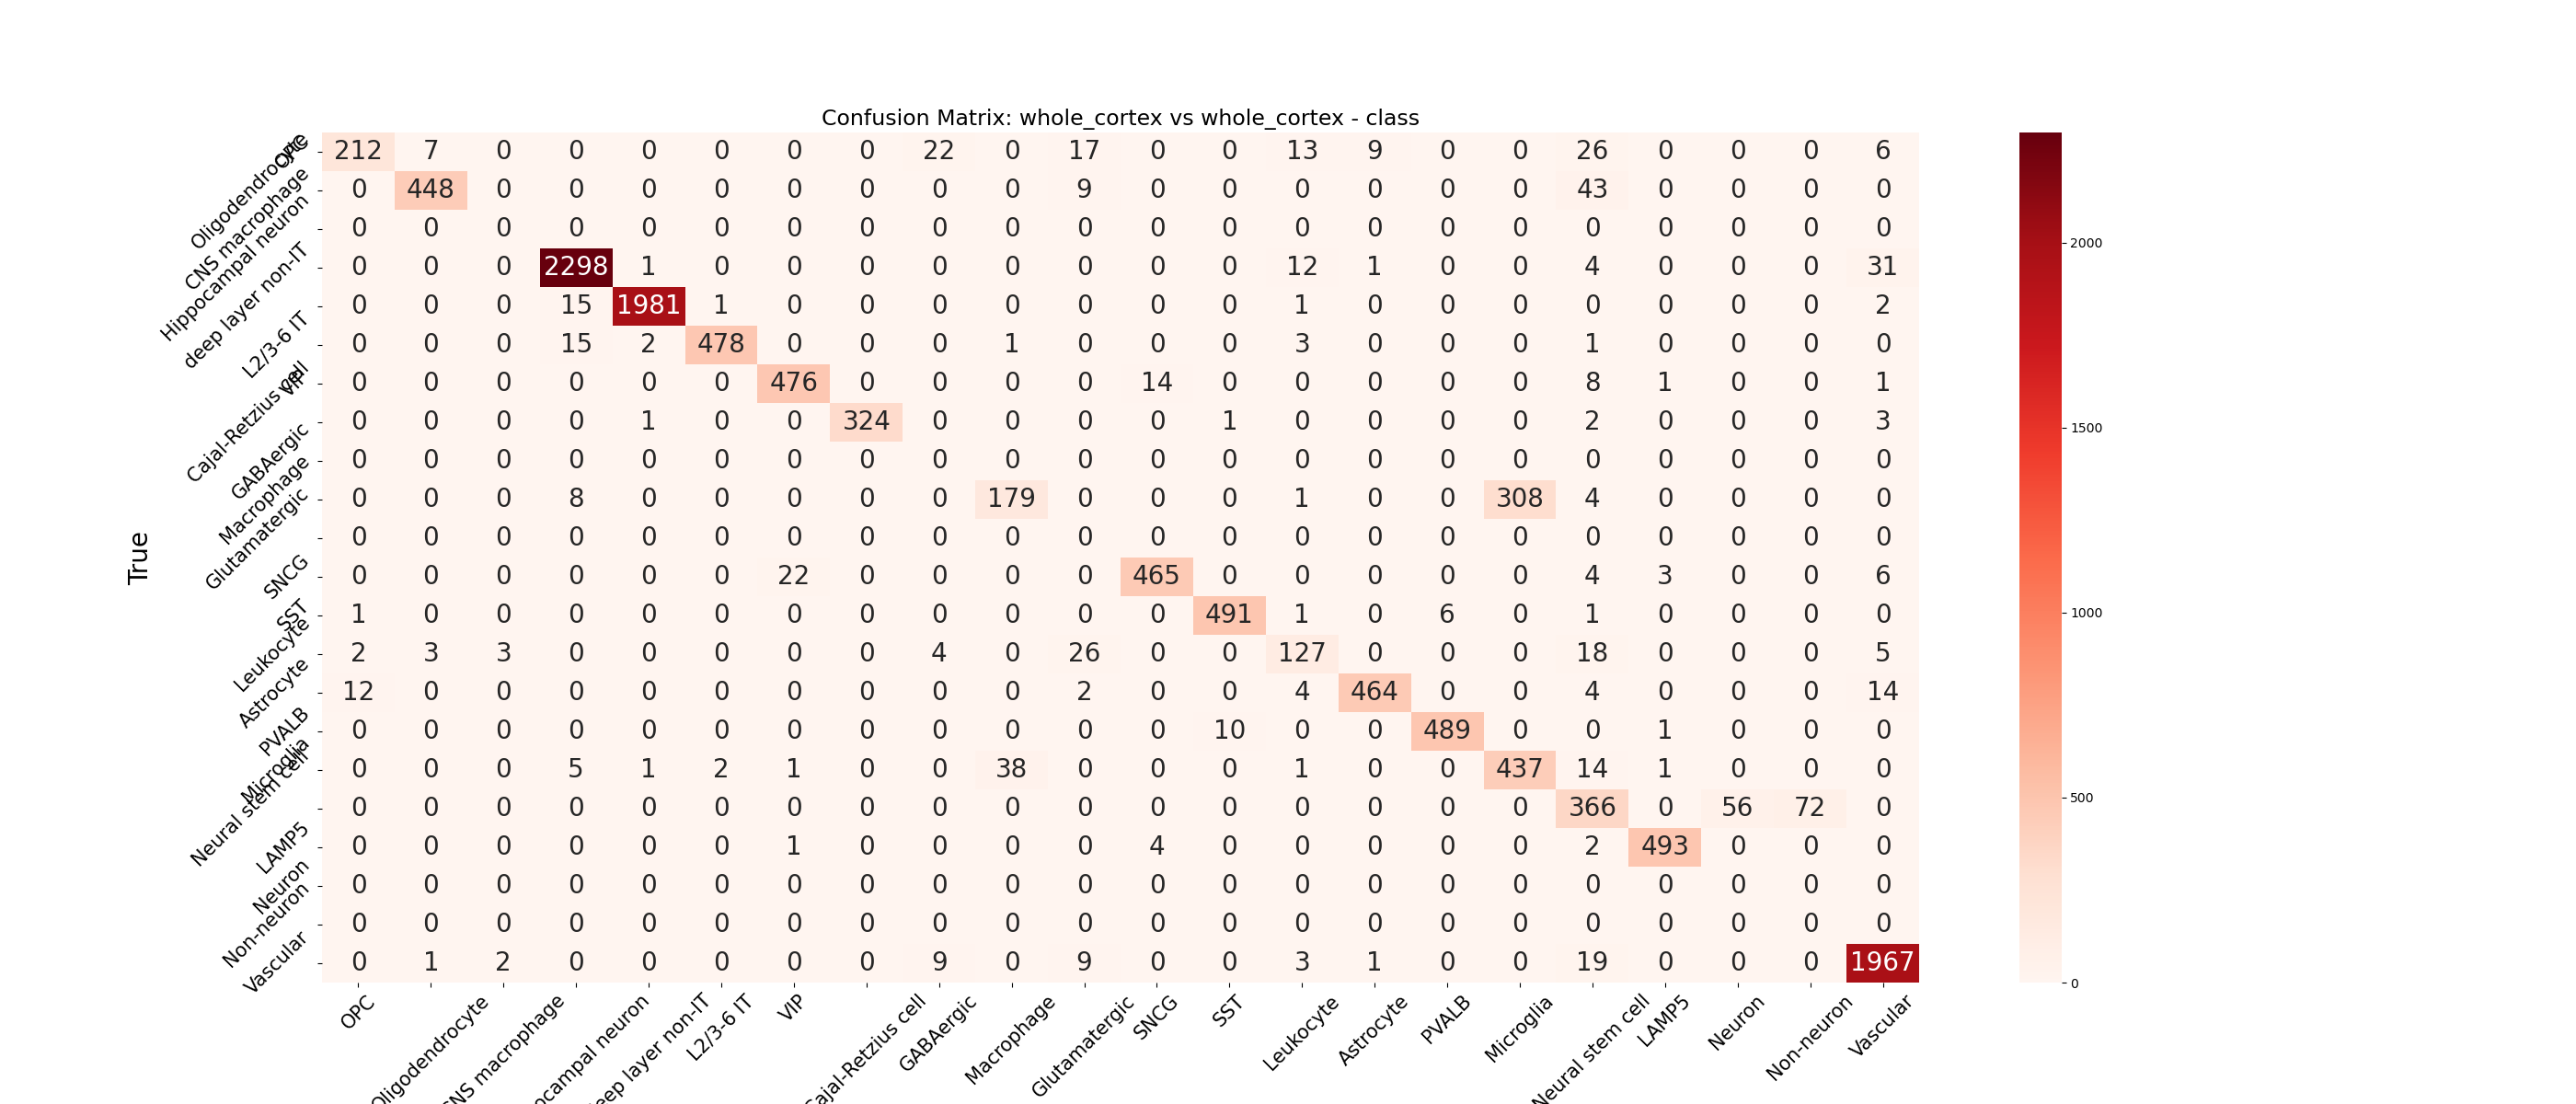 Confusion Matrix: whole_cortex vs whole_cortex - class
OPC 212 7 0 0 0 0 0 0 22 0 17 0 0 13 9 0 0 26 0 0 0 6
Oligodendrocyte 0 448 0 0 0 0 0 0 0 0 9 0 0 0 0 0 0 43 0 0 0 0
CNS macrophage 0 0 0 0 0 0 0 0 0 0 0 0 0 0 0 0 0 0 0 0 0 0
Hippocampal neuron 0 0 0 2298 1 0 0 0 0 0 0 0 0 12 1 0 0 4 0 0 0 31
deep layer non-IT 0 0 0 15 1981 1 0 0 0 0 0 0 0 1 0 0 0 0 0 0 0 2
L2/3-6 IT 0 0 0 15 2 478 0 0 0 1 0 0 0 3 0 0 0 1 0 0 0 0
VIP 0 0 0 0 0 0 476 0 0 0 0 14 0 0 0 0 0 8 1 0 0 1
Cajal-Retzius cell 0 0 0 0 1 0 0 324 0 0 0 0 1 0 0 0 0 2 0 0 0 3
GABAergic 0 0 0 0 0 0 0 0 0 0 0 0 0 0 0 0 0 0 0 0 0 0
Macrophage 0 0 0 8 0 0 0 0 0 179 0 0 0 1 0 0 308 4 0 0 0 0
Glutamatergic 0 0 0 0 0 0 0 0 0 0 0 0 0 0 0 0 0 0 0 0 0 0
SNCG 0 0 0 0 0 0 22 0 0 0 0 465 0 0 0 0 0 4 3 0 0 6
SST 1 0 0 0 0 0 0 0 0 0 0 0 491 1 0 6 0 1 0 0 0 0
Leukocyte 2 3 3 0 0 0 0 0 4 0 26 0 0 127 0 0 0 18 0 0 0 5
Astrocyte 12 0 0 0 0 0 0 0 0 0 2 0 0 4 464 0 0 4 0 0 0 14
PVALB 0 0 0 0 0 0 0 0 0 0 0 0 10 0 0 489 0 0 1 0 0 0
Microglia 0 0 0 5 1 2 1 0 0 38 0 0 0 1 0 0 437 14 1 0 0 0
Neural stem cell 0 0 0 0 0 0 0 0 0 0 0 0 0 0 0 0 0 366 0 56 72 0
LAMP5 0 0 0 0 0 0 1 0 0 0 0 4 0 0 0 0 0 2 493 0 0 0
Neuron 0 0 0 0 0 0 0 0 0 0 0 0 0 0 0 0 0 0 0 0 0 0
Non-neuron 0 0 0 0 0 0 0 0 0 0 0 0 0 0 0 0 0 0 0 0 0 0
Vascular 0 1 2 0 0 0 0 0 9 0 9 0 0 3 1 0 0 19 0 0 0 1967
True
OPC
Oligodendrocyte
CNS macrophage
ocampal neuron
eep layer non-IT
L2/3-6 IT
VIP
Cajal-Retzius cell
GABAergic
Macrophage
Glutamatergic
SNCG
SST
Leukocyte
Astrocyte
PVALB
Microglia
Neural stem cell
LAMP5
Neuron
Non-neuron
Vascular
2000
1500
1000
500
0